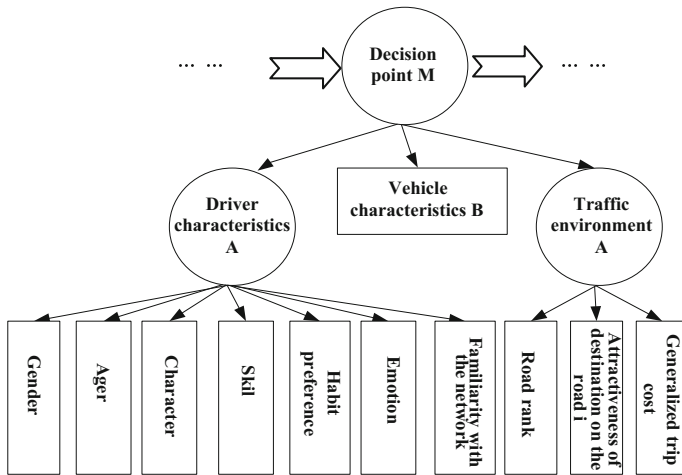 ... ...
Decision
point M
... ...
Driver
characteristics
A
Vehicle
characteristics B
Traffic
environment
A
Gender
Ager
Character
Skil
Habit
preference
Emotion
Familiarity with
the network
Road rank
Attractiveness of
destination on the
road i
Generalized trip
cost